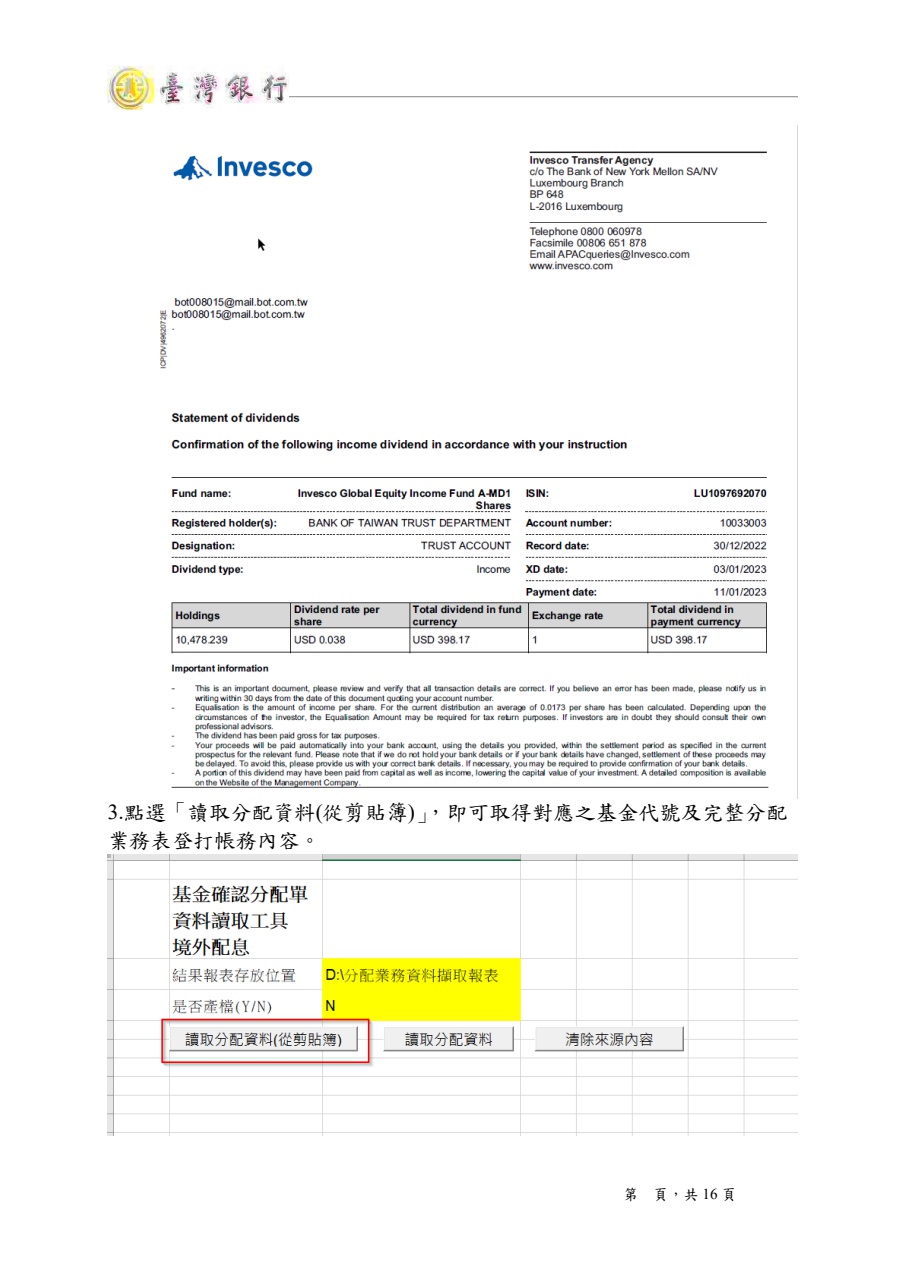 臺灣銀行
Invesco
Invesco Transfer Agency
c/o The Bank of New York Mellon SA/NV
Luxembourg Branch
BP 648
L-2016 Luxembourg
Telephone 0800 060978
Facsimile 00806 651 878
Email APACqueries@Invesco.com
www.invesco.com
bot008015@mail.bot.com.tw
bot008015@mail.bot.com.tw
.
ICP|DV|4962072|E
Statement of dividends
Confirmation of the following income dividend in accordance with your instruction
Fund name: Invesco Global Equity Income Fund A-MD1 ISIN: LU1097692070
Shares
Registered holder(s): BANK OF TAIWAN TRUST DEPARTMENT Account number: 10033003
Designation: TRUST ACCOUNT Record date: 30/12/2022
Dividend type: Income XD date: 03/01/2023
Payment date: 11/01/2023
Holdings Dividend rate per share Total dividend in fund currency Exchange rate Total dividend in payment currency
10,478.239 USD 0.038 USD 398.17 1 USD 398.17
Important information
- This is an important document, please review and verify that all transaction details are correct. If you believe an error has been made, please notify us in
writing within 30 days from the date of this document quoting your account number.
- Equalisation is the amount of income per share. For the current distribution an average of 0.0173 per share has been calculated. Depending upon the
circumstances of the investor, the Equalisation Amount may be required for tax return purposes. If investors are in doubt they should consult their own
professional advisors.
- The dividend has been paid gross for tax purposes.
- Your proceeds will be paid automatically into your bank account, using the details you provided, within the settlement period as specified in the current
prospectus for the relevant fund. Please note that if we do not hold your bank details or if your bank details have changed, settlement of these proceeds may
be delayed. To avoid this, please provide us with your correct bank details. If necessary, you may be required to provide confirmation of your bank details.
- A portion of this dividend may have been paid from capital as well as income, lowering the capital value of your investment. A detailed composition is available
on the Website of the Management Company.
3.點選「讀取分配資料(從剪貼簿)」，即可取得對應之基金代號及完整分配
業務表登打帳務內容。
基金確認分配單
資料讀取工具
境外配息
結果報表存放位置 D:\分配業務資料擷取報表
是否產檔(Y/N) N
讀取分配資料(從剪貼簿) 讀取分配資料 清除來源內容
第 頁，共 16 頁